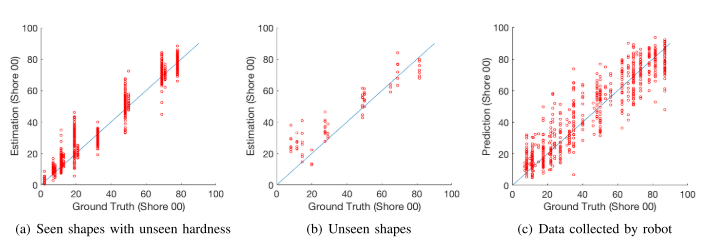 100
80
60
40
20
0
Estimation (Shore 00)
0 20 40 60 80 100
Ground Truth (Shore 00)
(a) Seen shapes with unseen hardness
100
80
60
40
20
0
Estimation (Shore 00)
0 20 40 60 80 100
Ground Truth (Shore 00)
(b) Unseen shapes
100
80
60
40
20
0
Prediction (Shore 00)
0 20 40 60 80 100
Ground Truth (Shore 00)
(c) Data collected by robot